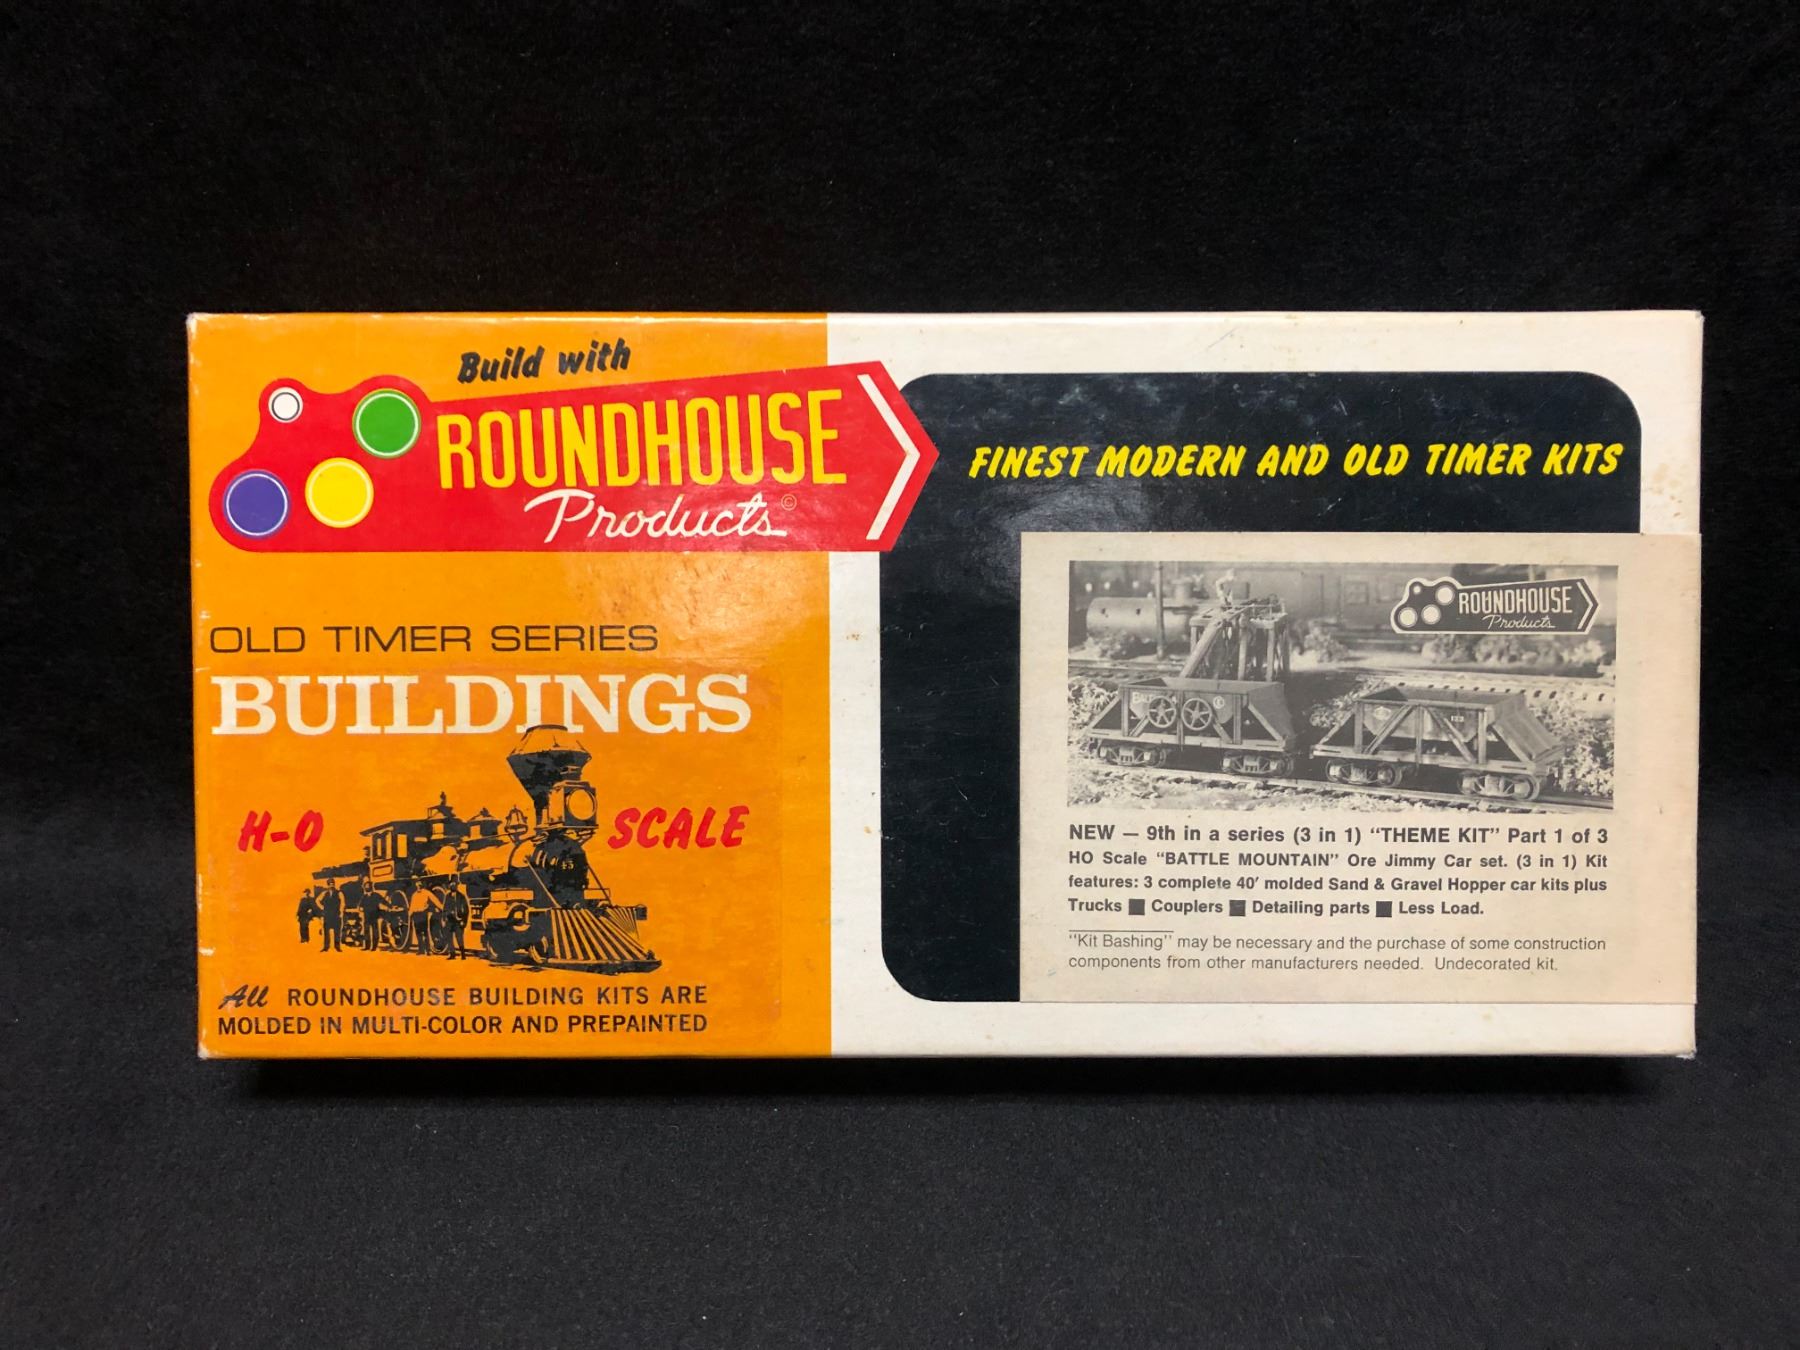 Build with
ROUNDHOUSE
Products ©
OLD TIMER SERIES
BUILDINGS
H-O SCALE
45
All ROUNDHOUSE BUILDING KITS ARE
MOLDED IN MULTI-COLOR AND PREPAINTED
FINEST MODERN AND OLD TIMER KITS
ROUNDHOUSE
Products
NEW — 9th in a series (3 in 1) "THEME KIT" Part 1 of 3
HO Scale "BATTLE MOUNTAIN" Ore Jimmy Car set. (3 in 1) Kit
features: 3 complete 40' molded Sand & Gravel Hopper car kits plus
Trucks ■ Couplers ■ Detailing parts ■ Less Load.
"Kit Bashing" may be necessary and the purchase of some construction
components from other manufacturers needed. Undecorated kit.